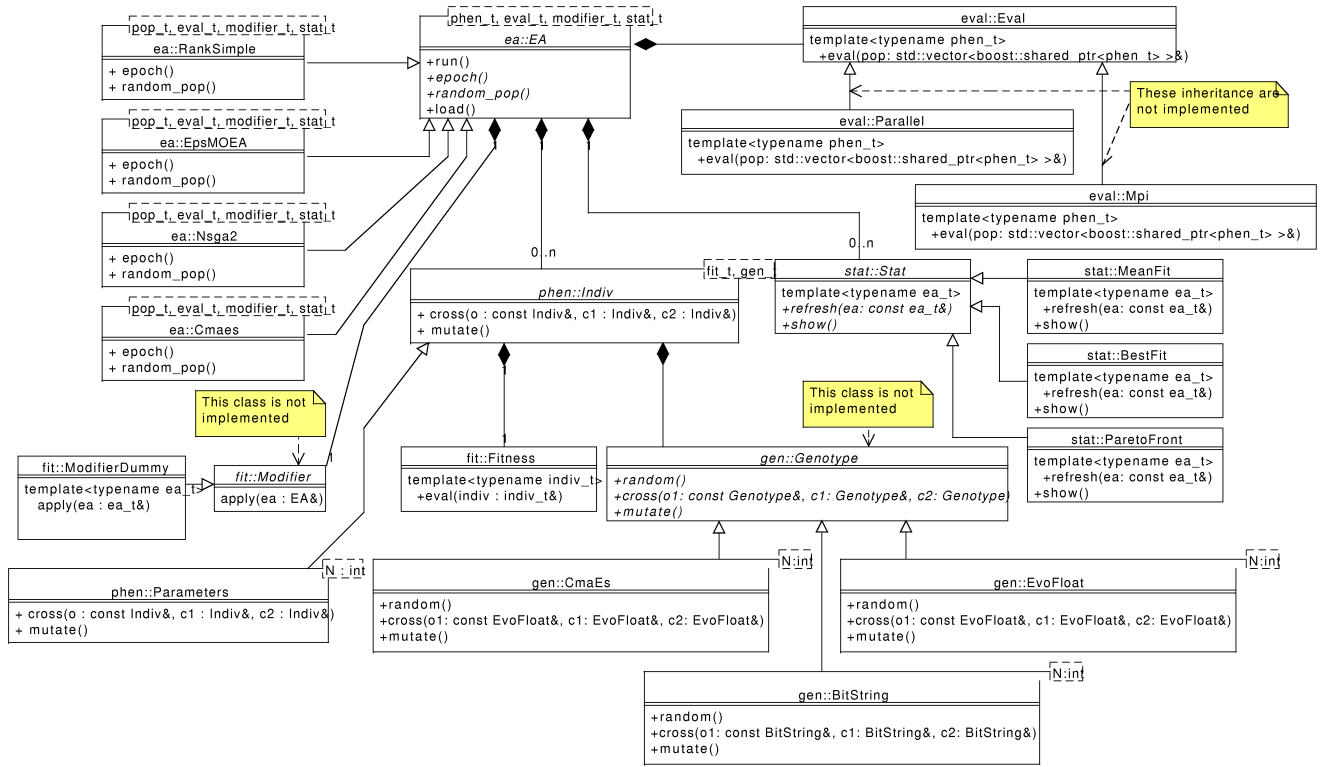 pop_t, eval_t, modifier_t, stat_t
ea::RankSimple
+ epoch()
+ random_pop()
phen_t, eval_t, modifier_t, stat_t
ea::EA
+run()
+epoch()
+random_pop()
+load()
eval::Eval
template<typename phen_t>
+eval(pop: std::vector<boost::shared_ptr<phen_t> >&)
These inheritance are
not implemented
eval::Parallel
template<typename phen_t>
+eval(pop: std::vector<boost::shared_ptr<phen_t> >&)
eval::Mpi
template<typename phen_t>
+eval(pop: std::vector<boost::shared_ptr<phen_t> >&)
pop_t, eval_t, modifier_t, stat_t
ea::EpsMOEA
+ epoch()
+ random_pop()
1
1
1
pop_t, eval_t, modifier_t, stat_t
ea::Nsga2
+ epoch()
+ random_pop()
0..n
0..n
pop_t, eval_t, modifier_t, stat_t
ea::Cmaes
+ epoch()
+ random_pop()
fit_t, gen_
phen::Indiv
+ cross(o : const Indiv&, c1 : Indiv&, c2 : Indiv&)
+ mutate()
stat::Stat
template<typename ea_t>
+refresh(ea: const ea_t&)
+show()
stat::MeanFit
template<typename ea_t>
+refresh(ea: const ea_t&)
+show()
stat::BestFit
template<typename ea_t>
+refresh(ea: const ea_t&)
+show()
stat::ParetoFront
template<typename ea_t>
+refresh(ea: const ea_t&)
+show()
1
1
This class is not
implemented
This class is not
implemented
fit::ModifierDummy
template<typename ea_t>
apply(ea : ea_t&)
1
fit::Modifier
apply(ea : EA&)
fit::Fitness
template<typename indiv_t>
+eval(indiv : indiv_t&)
gen::Genotype
+random()
+cross(o1: const Genotype&, c1: Genotype&, c2: Genotype)
+mutate()
N : int
phen::Parameters
+ cross(o : const Indiv&, c1 : Indiv&, c2 : Indiv&)
+ mutate()
N:int
gen::CmaEs
+random()
+cross(o1: const EvoFloat&, c1: EvoFloat&, c2: EvoFloat&)
+mutate()
N:int
gen::EvoFloat
+random()
+cross(o1: const EvoFloat&, c1: EvoFloat&, c2: EvoFloat&)
+mutate()
N:int
gen::BitString
+random()
+cross(o1: const BitString&, c1: BitString&, c2: BitString&)
+mutate()